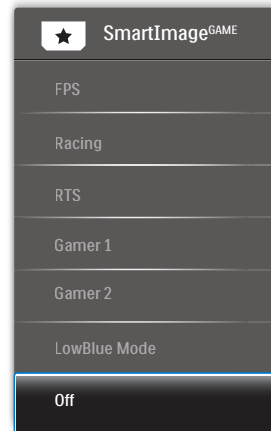 SmartImageGAME
FPS
Racing
RTS
Gamer 1
Gamer 2
LowBlue Mode
Off